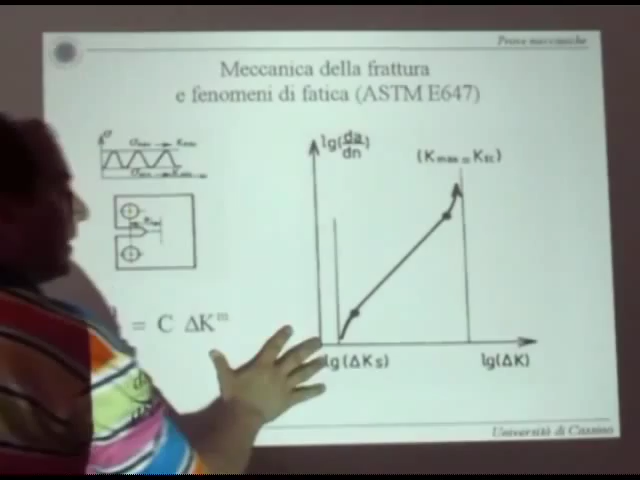 Prove meccaniche
Meccanica della frattura
e fenomeni di fatica (ASTM E647)
σ
lg(da/dn)
(Kmax = KIC)
= C ΔKᵐ
lg(ΔKs)
lg(ΔK)
Università di Cassino